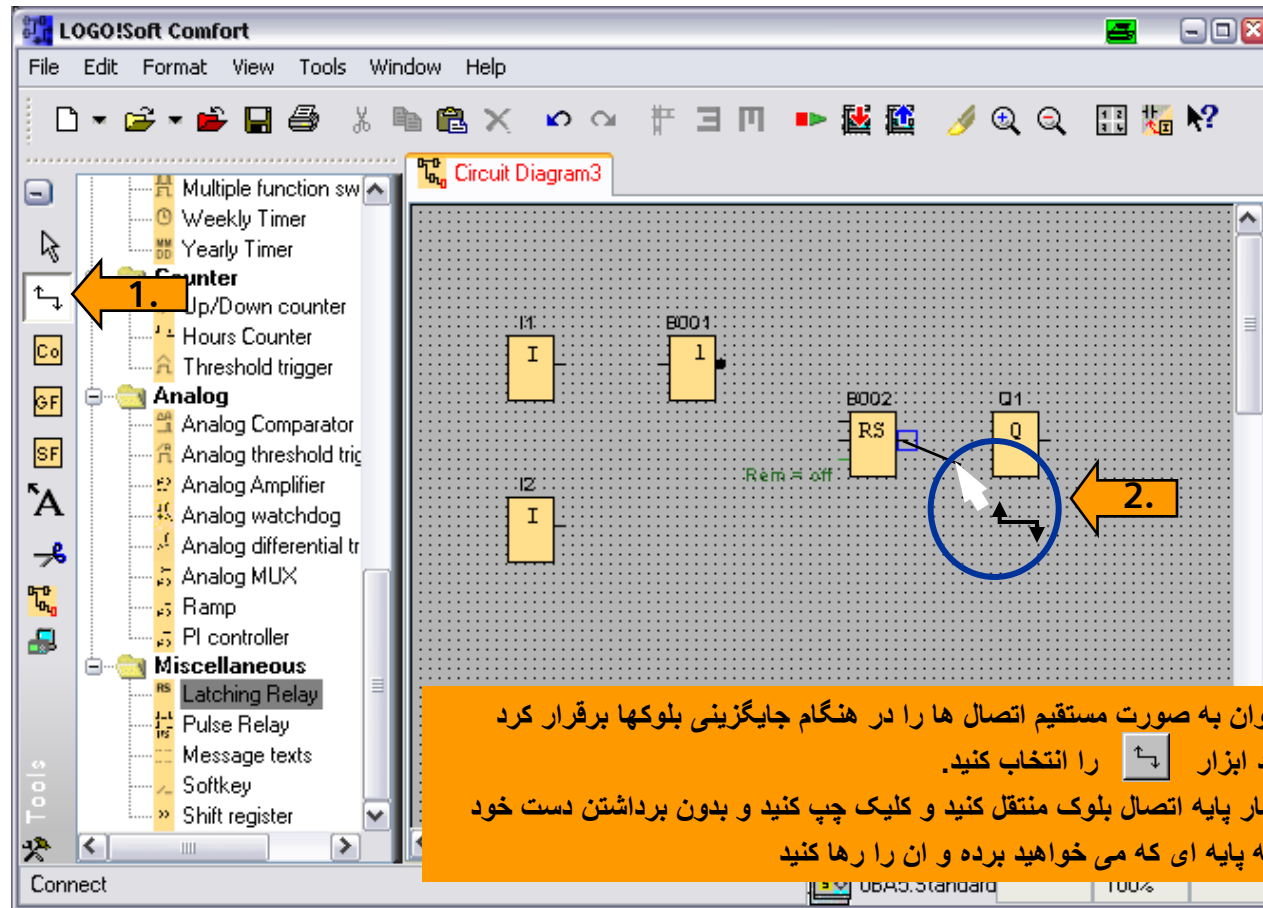 LOGO!Soft Comfort
File Edit Format View Tools Window Help
Circuit Diagram3
Multiple function sw
Weekly Timer
Yearly Timer
Counter
Up/Down counter
Hours Counter
Threshold trigger
Analog
Analog Comparator
Analog threshold trig
Analog Amplifier
Analog watchdog
Analog differential tr
Analog MUX
Ramp
PI controller
Miscellaneous
Latching Relay
Pulse Relay
Message texts
Softkey
Shift register
Co
GF
SF
A
Tools
1.
I1
I
B001
1
B002
RS
Rem = off
Q1
Q
I2
I
2.
وان به صورت مستقیم اتصال ها را در هنگام جایگزینی بلوکها برقرار کرد
د ابزار را انتخاب کنید.
ار پایه اتصال بلوک منتقل کنید و کلیک چپ کنید و بدون برداشتن دست خود
ه پایه ای که می خواهید برده و ان را رها کنید
Connect
0BA5.Standard
100%